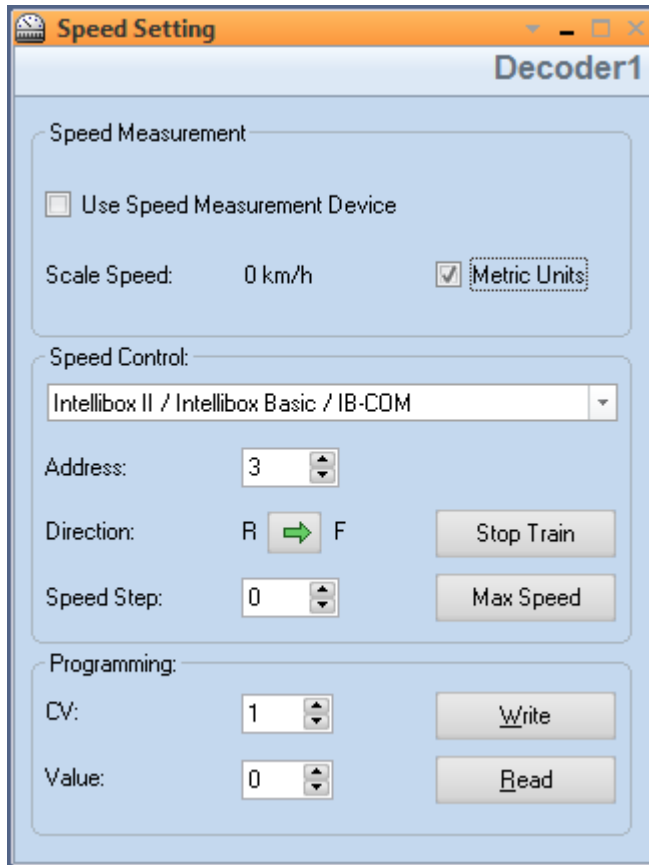 Speed Setting
Decoder1
Speed Measurement
Use Speed Measurement Device
Scale Speed: 0 km/h Metric Units
Speed Control:
Intellibox II / Intellibox Basic / IB-COM
Address: 3
Direction: R F Stop Train
Speed Step: 0 Max Speed
Programming:
CV: 1 Write
Value: 0 Read